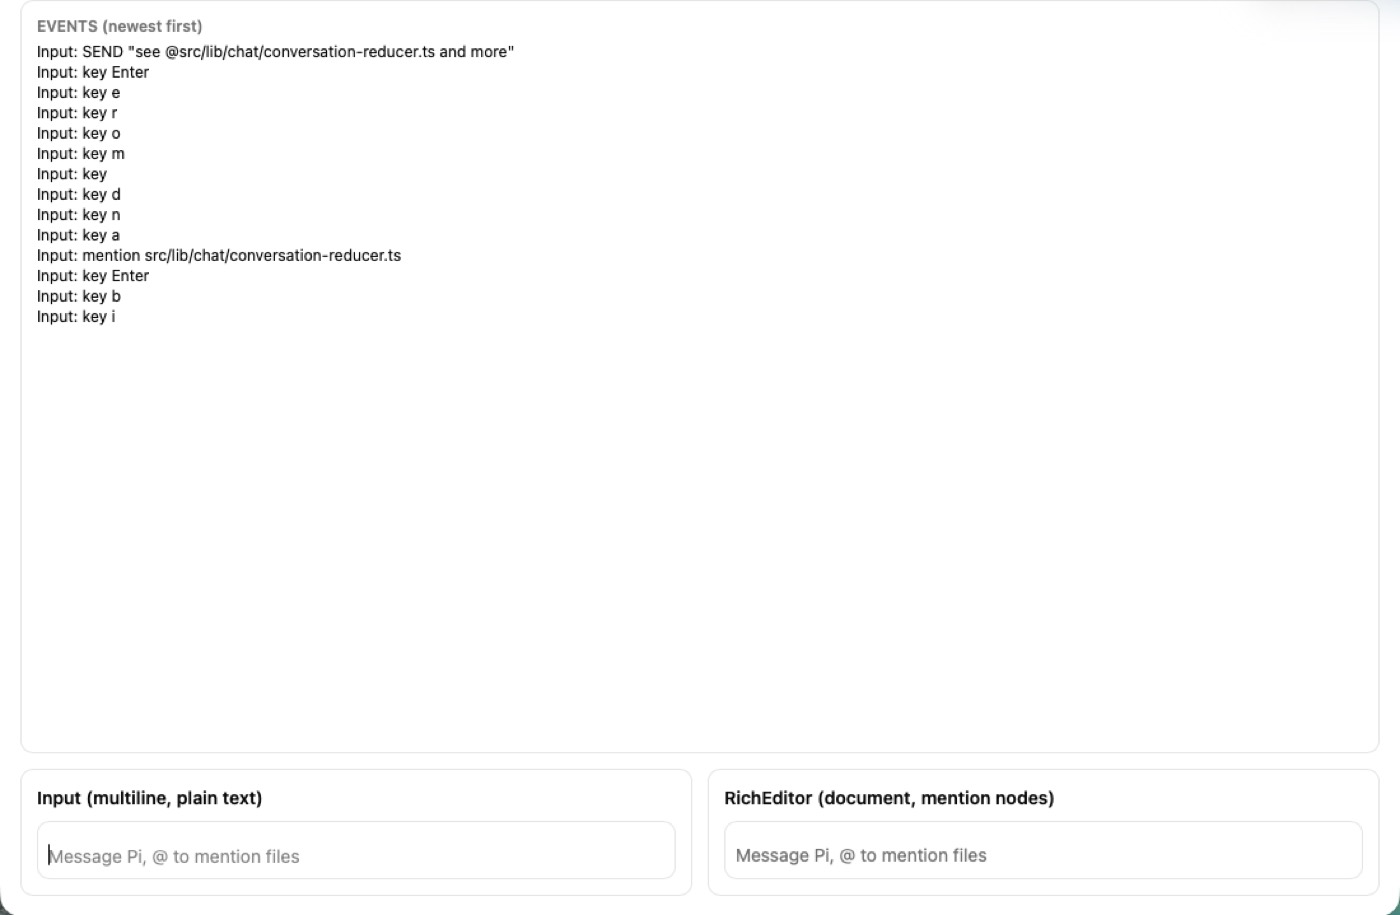 EVENTS (newest first)
Input: SEND "see @src/lib/chat/conversation-reducer.ts and more"
Input: key Enter
Input: key e
Input: key r
Input: key o
Input: key m
Input: key
Input: key d
Input: key n
Input: key a
Input: mention src/lib/chat/conversation-reducer.ts
Input: key Enter
Input: key b
Input: key i
Input (multiline, plain text)
Message Pi, @ to mention files
RichEditor (document, mention nodes)
Message Pi, @ to mention files